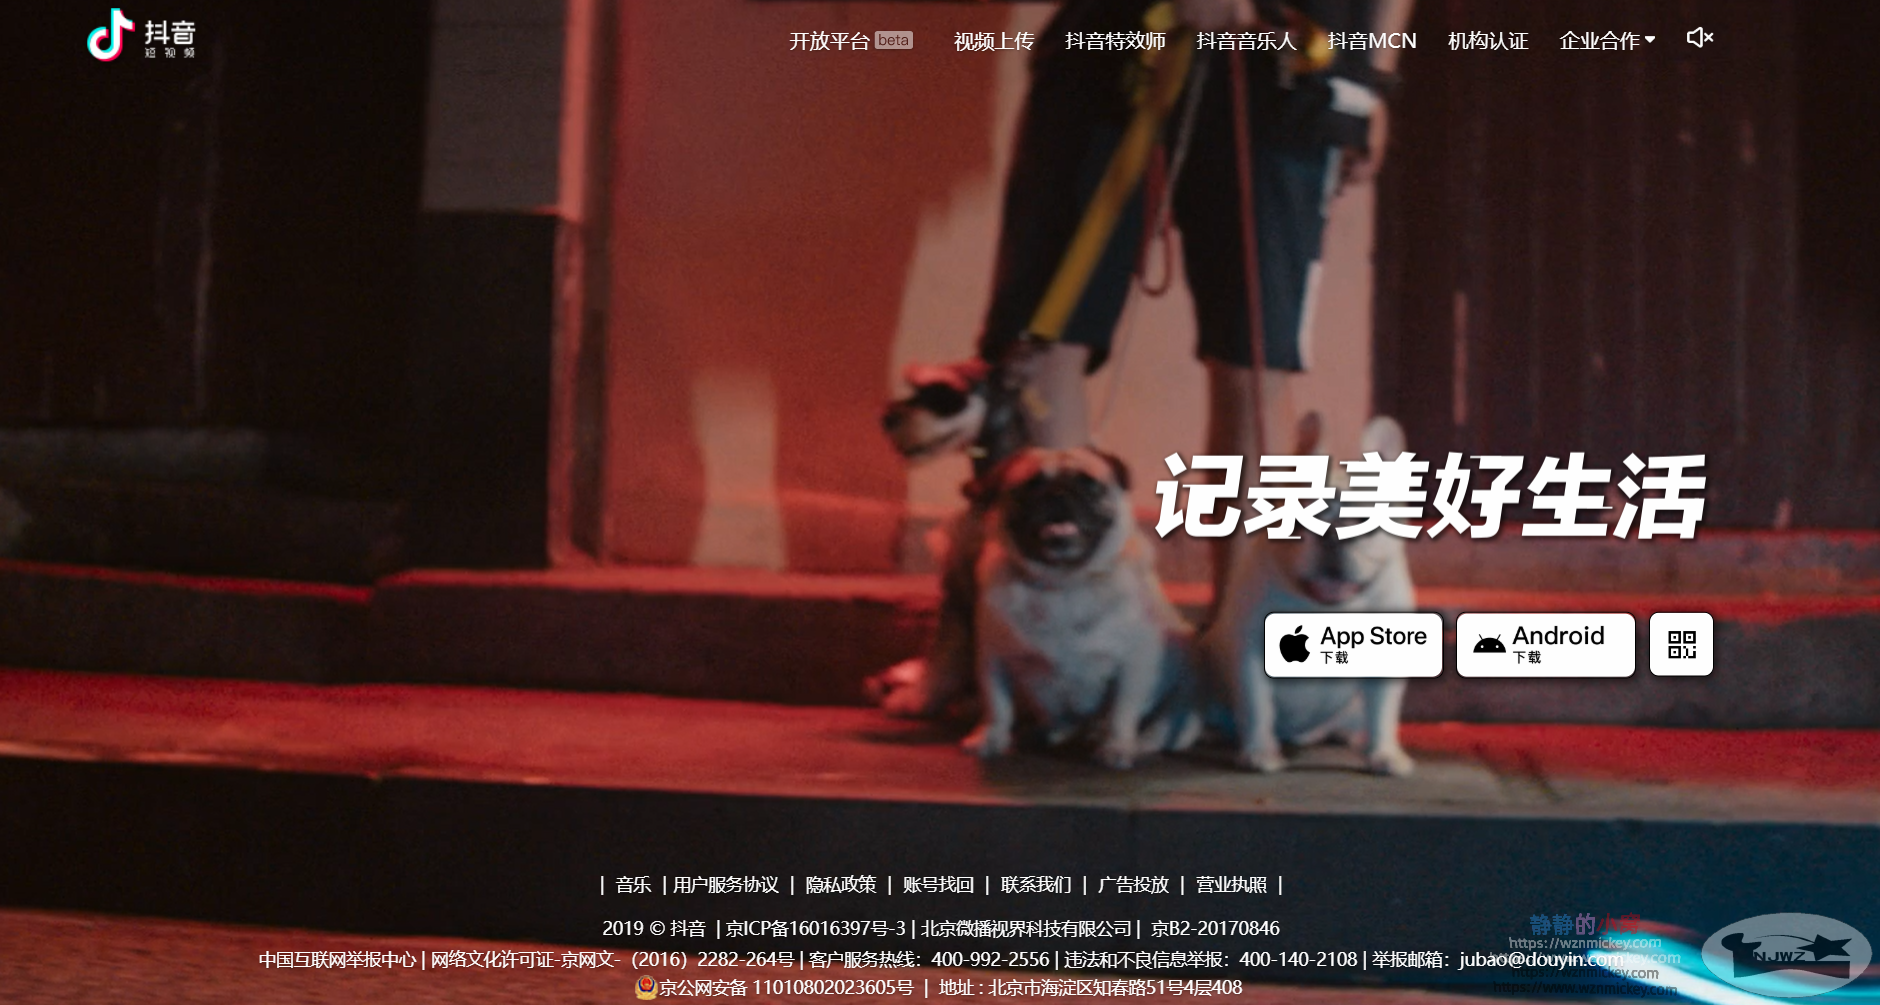 抖音
短视频
开放平台 beta 视频上传 抖音特效师 抖音音乐人 抖音MCN 机构认证 企业合作
记录美好生活
App Store
下载
Android
下载
| 音乐 | 用户服务协议 | 隐私政策 | 账号找回 | 联系我们 | 广告投放 | 营业执照 |
2019 © 抖音 | 京ICP备16016397号-3 | 北京微播视界科技有限公司 | 京B2-20170846
中国互联网举报中心 | 网络文化许可证-京网文-（2016）2282-264号 | 客户服务热线：400-992-2556 | 违法和不良信息举报：400-140-2108 | 举报邮箱：jubao@douyin.com
京公网安备 11010802023605号 | 地址 : 北京市海淀区知春路51号4层408
静静的小窝
https://wznmickey.com
https://www.wznmickey.com
https://wznmickey.com
https://www.wznmickey.com
NJWZ